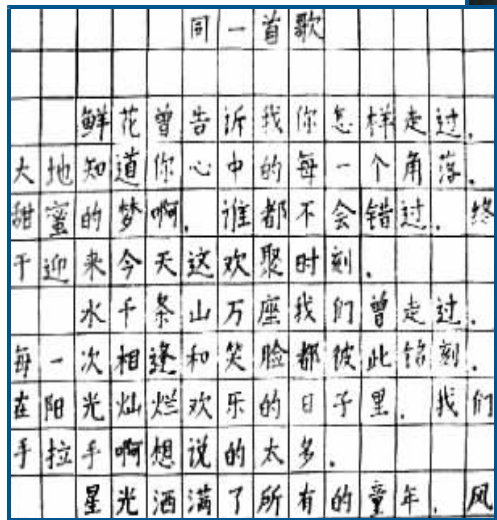 同一首歌
鲜花曾告诉我你怎样走过.
大地知道你心中的每一个角落.
甜蜜的梦啊.谁都不会错过.终
于迎来今天这欢聚时刻.
水千条山万座我们曾走过.
每一次相逢和笑脸都彼此铭刻.
在阳光灿烂欢乐的日子里.我们
手拉手啊想说的太多.
星光洒满了所有的童年.风